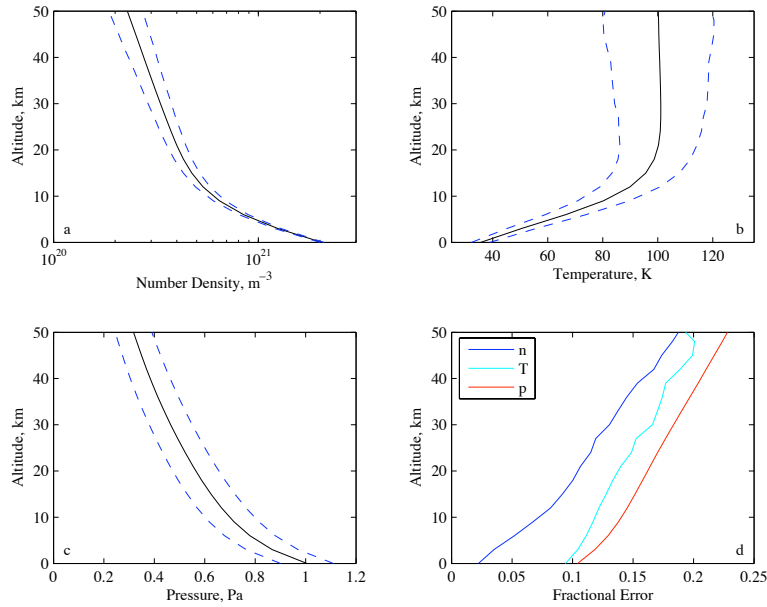 50
40
30
20
10
0
Altitude, km
a
10^20
10^21
Number Density, m^−3
50
40
30
20
10
0
Altitude, km
b
40
60
80
100
120
Temperature, K
50
40
30
20
10
0
Altitude, km
c
0
0.2
0.4
0.6
0.8
1
1.2
Pressure, Pa
50
40
30
20
10
0
Altitude, km
n
T
p
d
0
0.05
0.1
0.15
0.2
0.25
Fractional Error